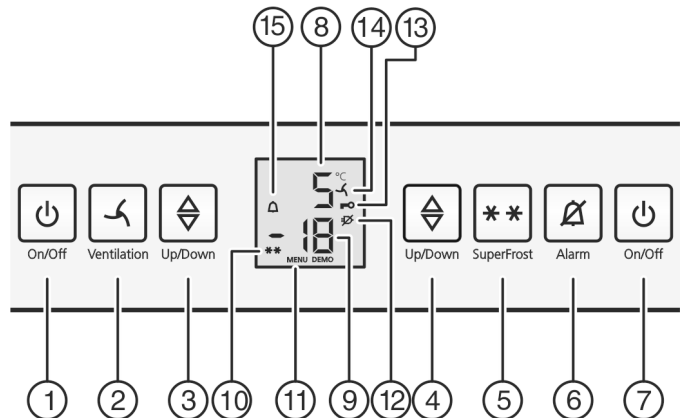 15 8 14 13
5 °C
On/Off Ventilation Up/Down
-18
MENU DEMO
Up/Down SuperFrost Alarm On/Off
1 2 3 10 11 9 12 4 5 6 7